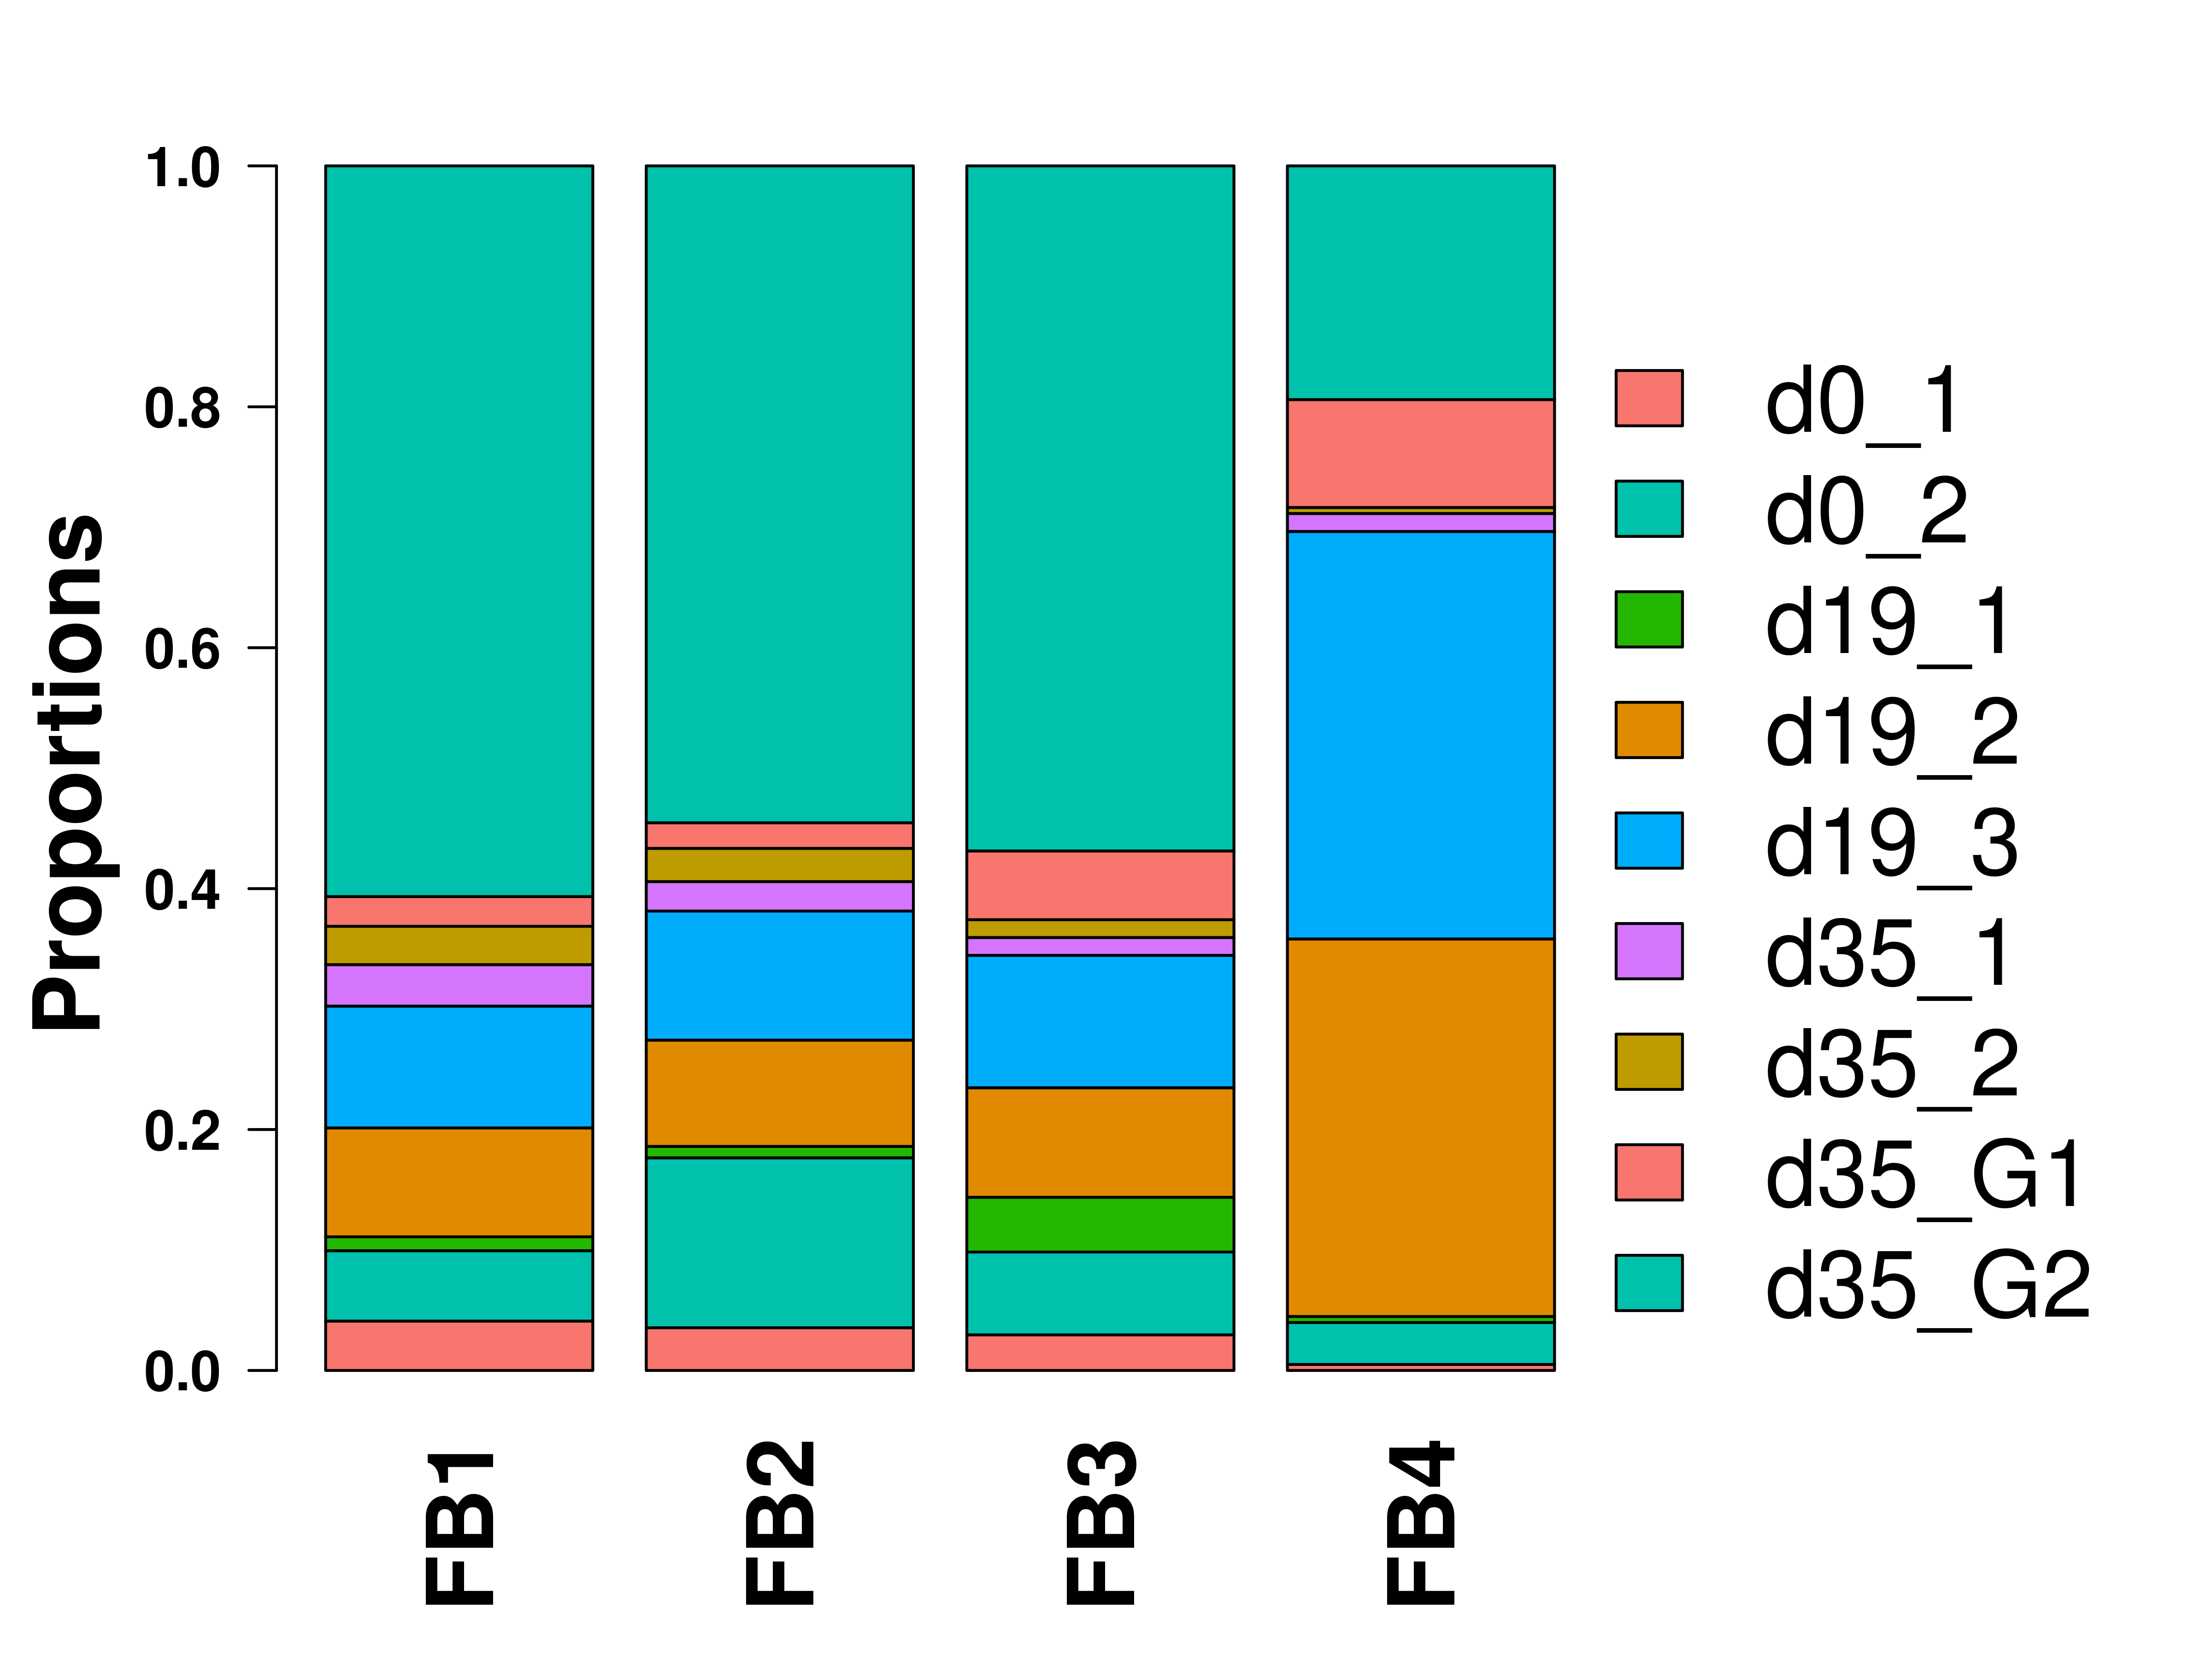 Proportions
1.0
0.8
0.6
0.4
0.2
0.0
FB1
FB2
FB3
FB4
d0_1
d0_2
d19_1
d19_2
d19_3
d35_1
d35_2
d35_G1
d35_G2